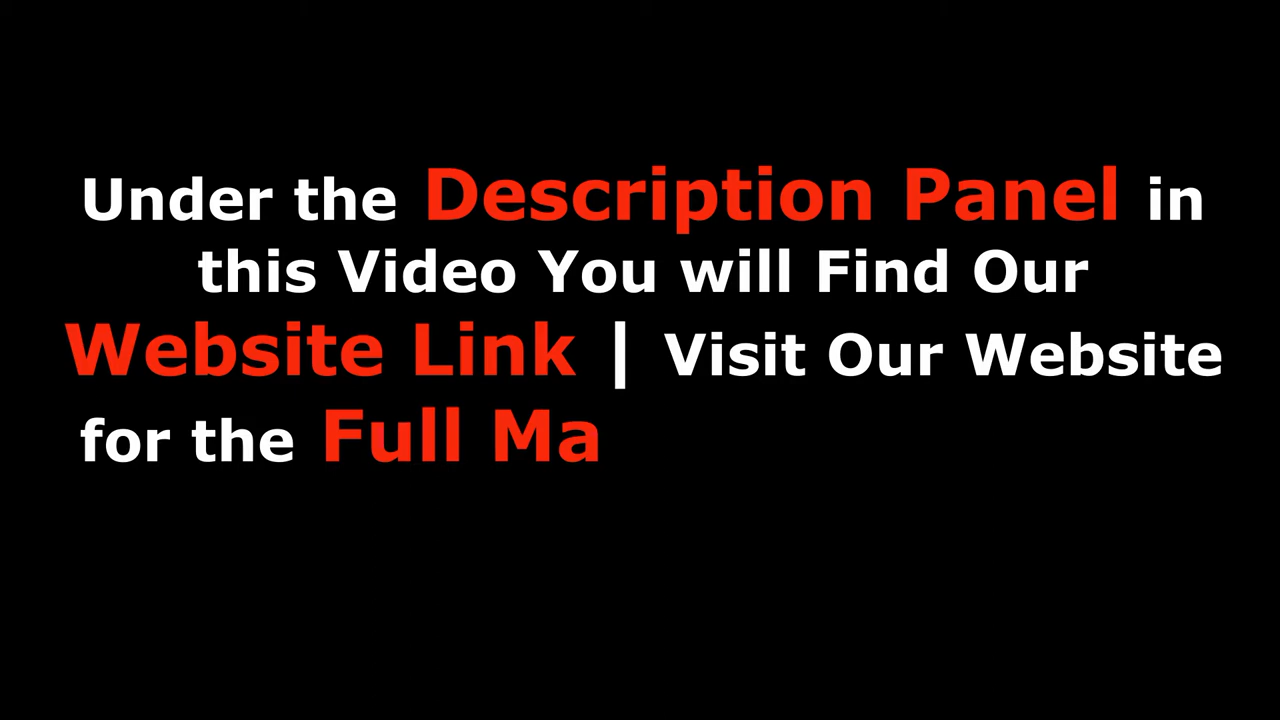 Under the Description Panel in
this Video You will Find Our
Website Link | Visit Our Website
for the Full Ma